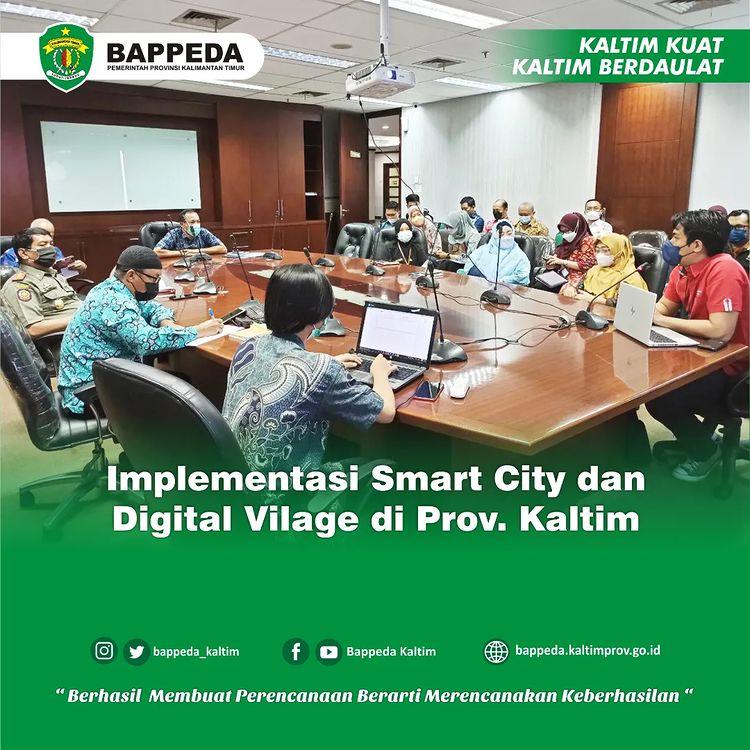 BAPPEDA
PEMERINTAH PROVINSI KALIMANTAN TIMUR
KALTIM KUAT
KALTIM BERDAULAT
Implementasi Smart City dan
Digital Vilage di Prov. Kaltim
bappeda_kaltim
Bappeda Kaltim
bappeda.kaltimprov.go.id
“ Berhasil Membuat Perencanaan Berarti Merencanakan Keberhasilan “